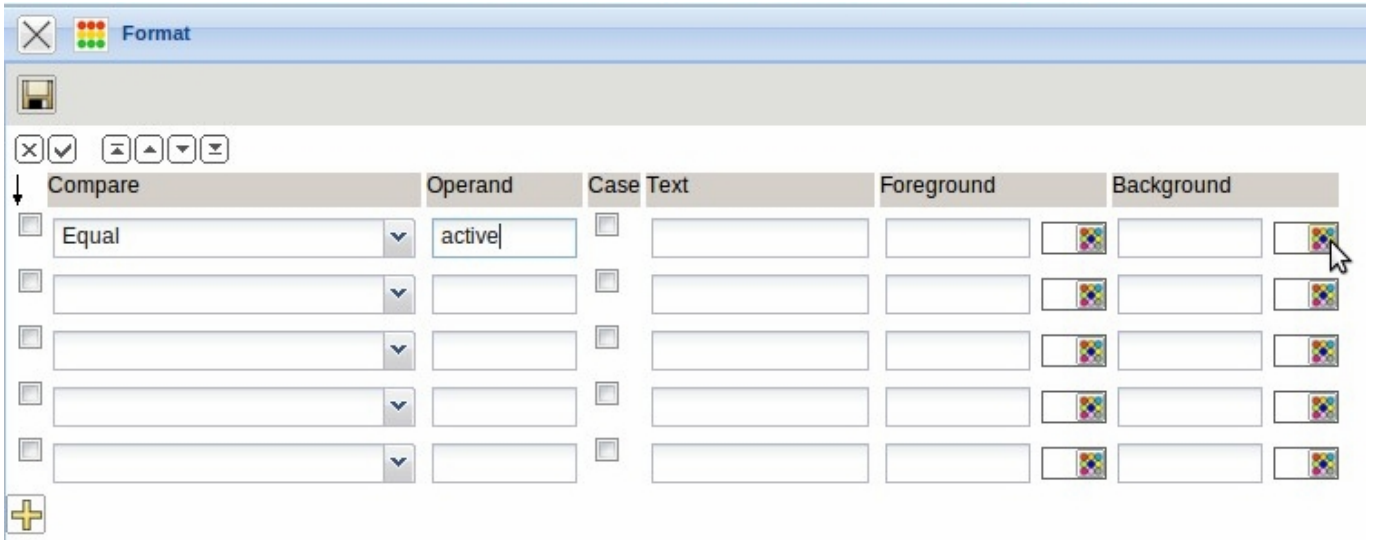 Format
Compare Operand Case Text Foreground Background
Equal active